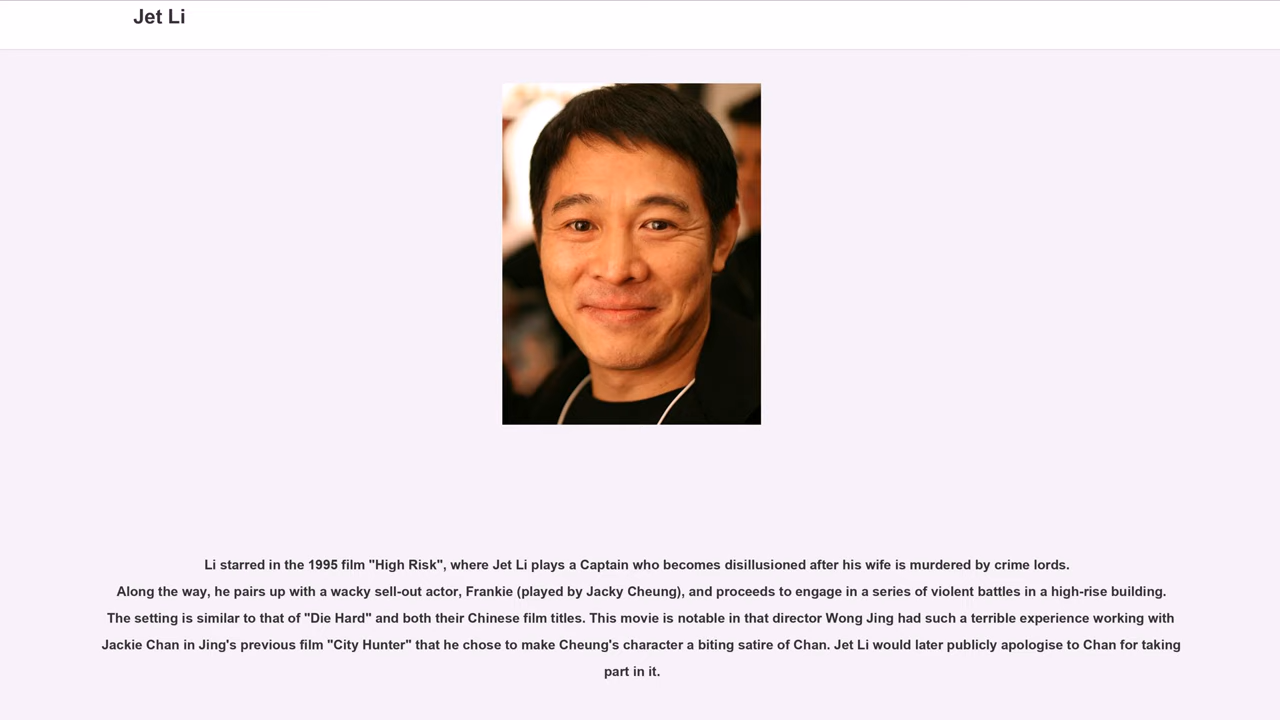 Jet Li
Li starred in the 1995 film "High Risk", where Jet Li plays a Captain who becomes disillusioned after his wife is murdered by crime lords.
Along the way, he pairs up with a wacky sell-out actor, Frankie (played by Jacky Cheung), and proceeds to engage in a series of violent battles in a high-rise building.
The setting is similar to that of "Die Hard" and both their Chinese film titles. This movie is notable in that director Wong Jing had such a terrible experience working with
Jackie Chan in Jing's previous film "City Hunter" that he chose to make Cheung's character a biting satire of Chan. Jet Li would later publicly apologise to Chan for taking
part in it.